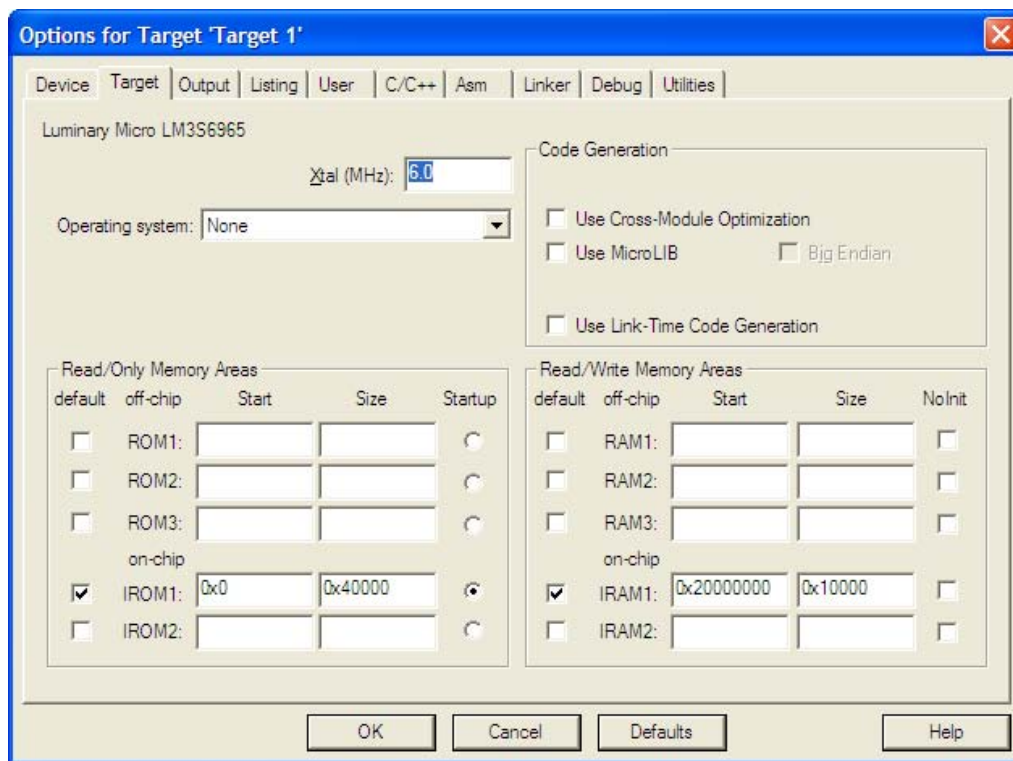 Options for Target 'Target 1'
Device Target Output Listing User C/C++ Asm Linker Debug Utilities
Luminary Micro LM3S6965
Xtal (MHz): 6.0
Operating system: None
Code Generation
Use Cross-Module Optimization
Use MicroLIB Big Endian
Use Link-Time Code Generation
Read/Only Memory Areas
default off-chip Start Size Startup
ROM1:
ROM2:
ROM3:
on-chip
IROM1: 0x0 0x40000
IROM2:
Read/Write Memory Areas
default off-chip Start Size NoInit
RAM1:
RAM2:
RAM3:
on-chip
IRAM1: 0x20000000 0x10000
IRAM2:
OK Cancel Defaults Help